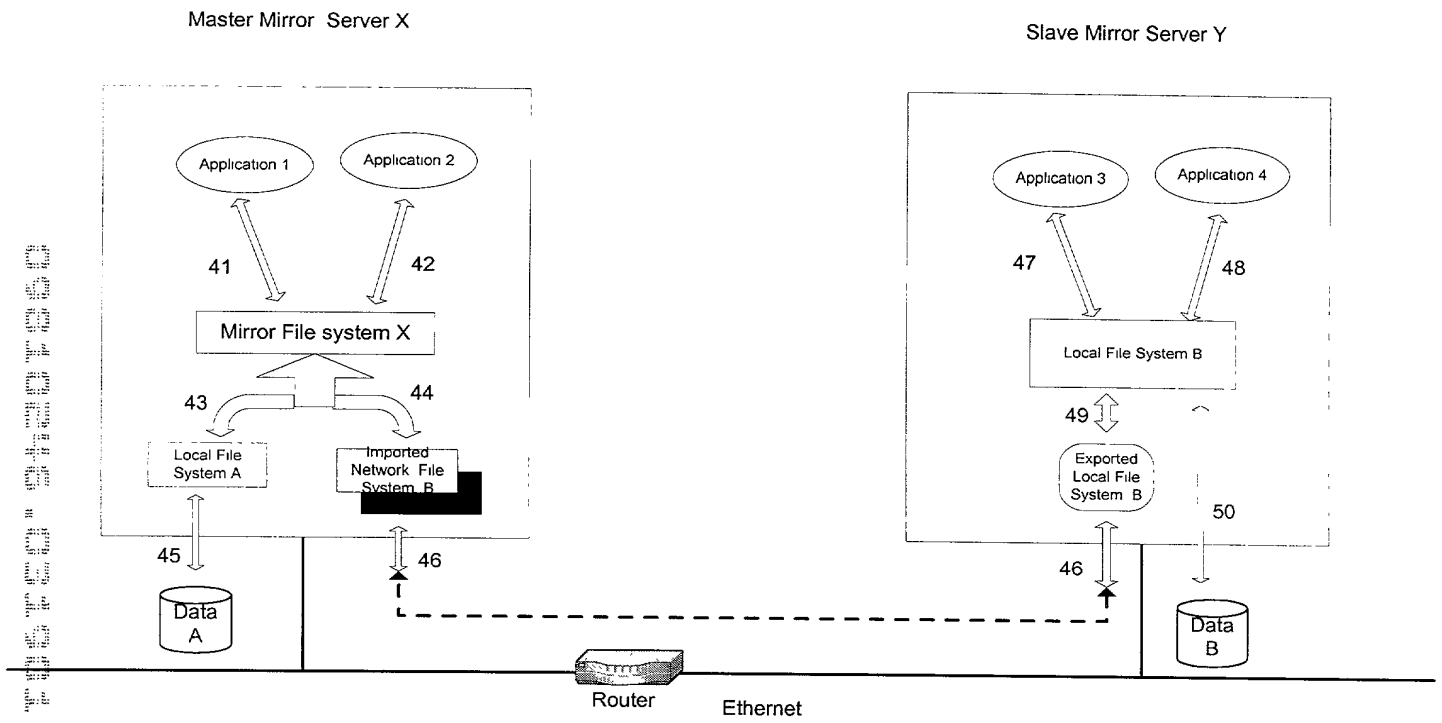 Master Mirror Server X
Slave Mirror Server Y
Application 1
Application 2
Application 3
Application 4
41
42
47
48
Mirror File system X
Local File System B
43
44
49
Local File
System A
Imported
Network File
System B
Exported
Local File
System B
50
45
46
46
Data
A
Data
B
Router
Ethernet